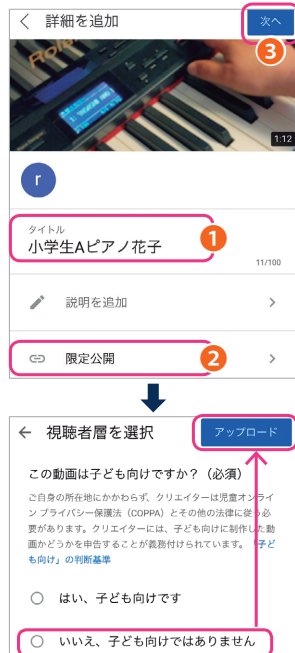 詳細を追加
次へ
3
Roland
1:12
r
タイトル
小学生Aピアノ花子
1
11/100
説明を追加
限定公開
2
視聴者層を選択
アップロード
この動画は子ども向けですか？（必須）
ご自身の所在地にかかわらず、クリエイターは児童オンライ
ン プライバシー保護法（COPPA）とその他の法律に従う必
要があります。クリエイターには、子ども向けに制作した動
画かどうかを申告することが義務付けられています。「子ど
も向け」の判断基準
はい、子ども向けです
いいえ、子ども向けではありません